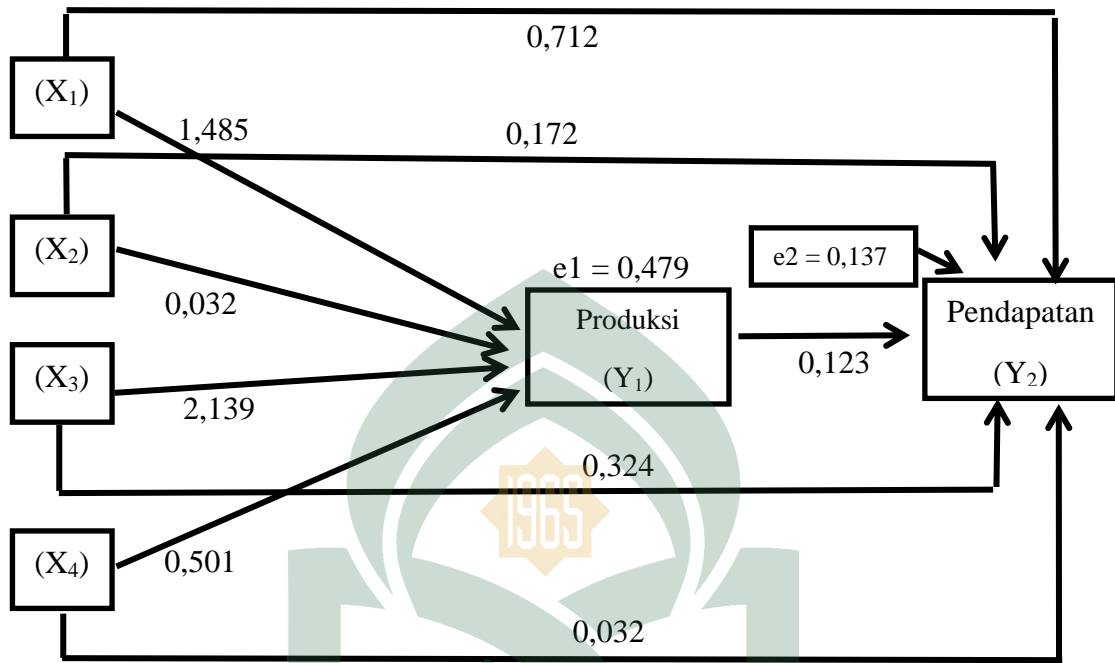 0,712
(X₁)
1,485
0,172
(X₂)
e2 = 0,137
e1 = 0,479
0,032
Produksi
(Y₁)
Pendapatan
(Y₂)
0,123
(X₃)
2,139
0,324
1965
(X₄)
0,501
0,032